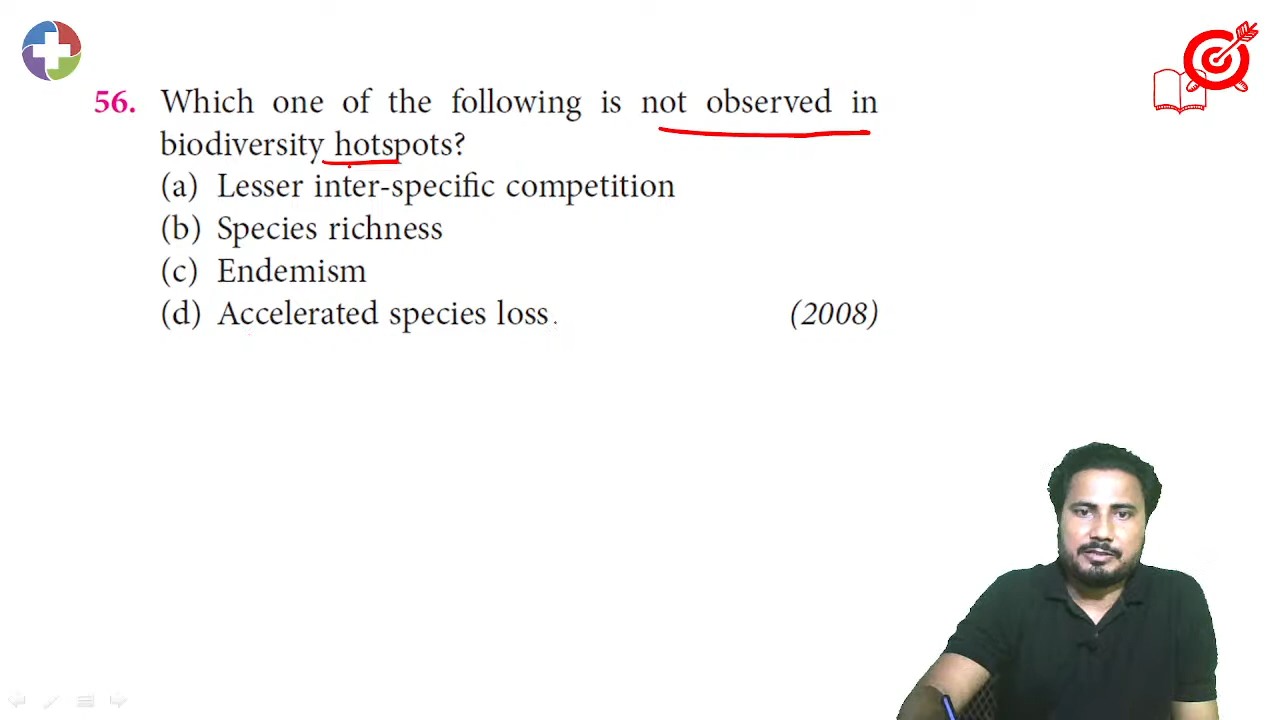 56. Which one of the following is not observed in
biodiversity hotspots?
(a) Lesser inter-specific competition
(b) Species richness
(c) Endemism
(d) Accelerated species loss. (2008)